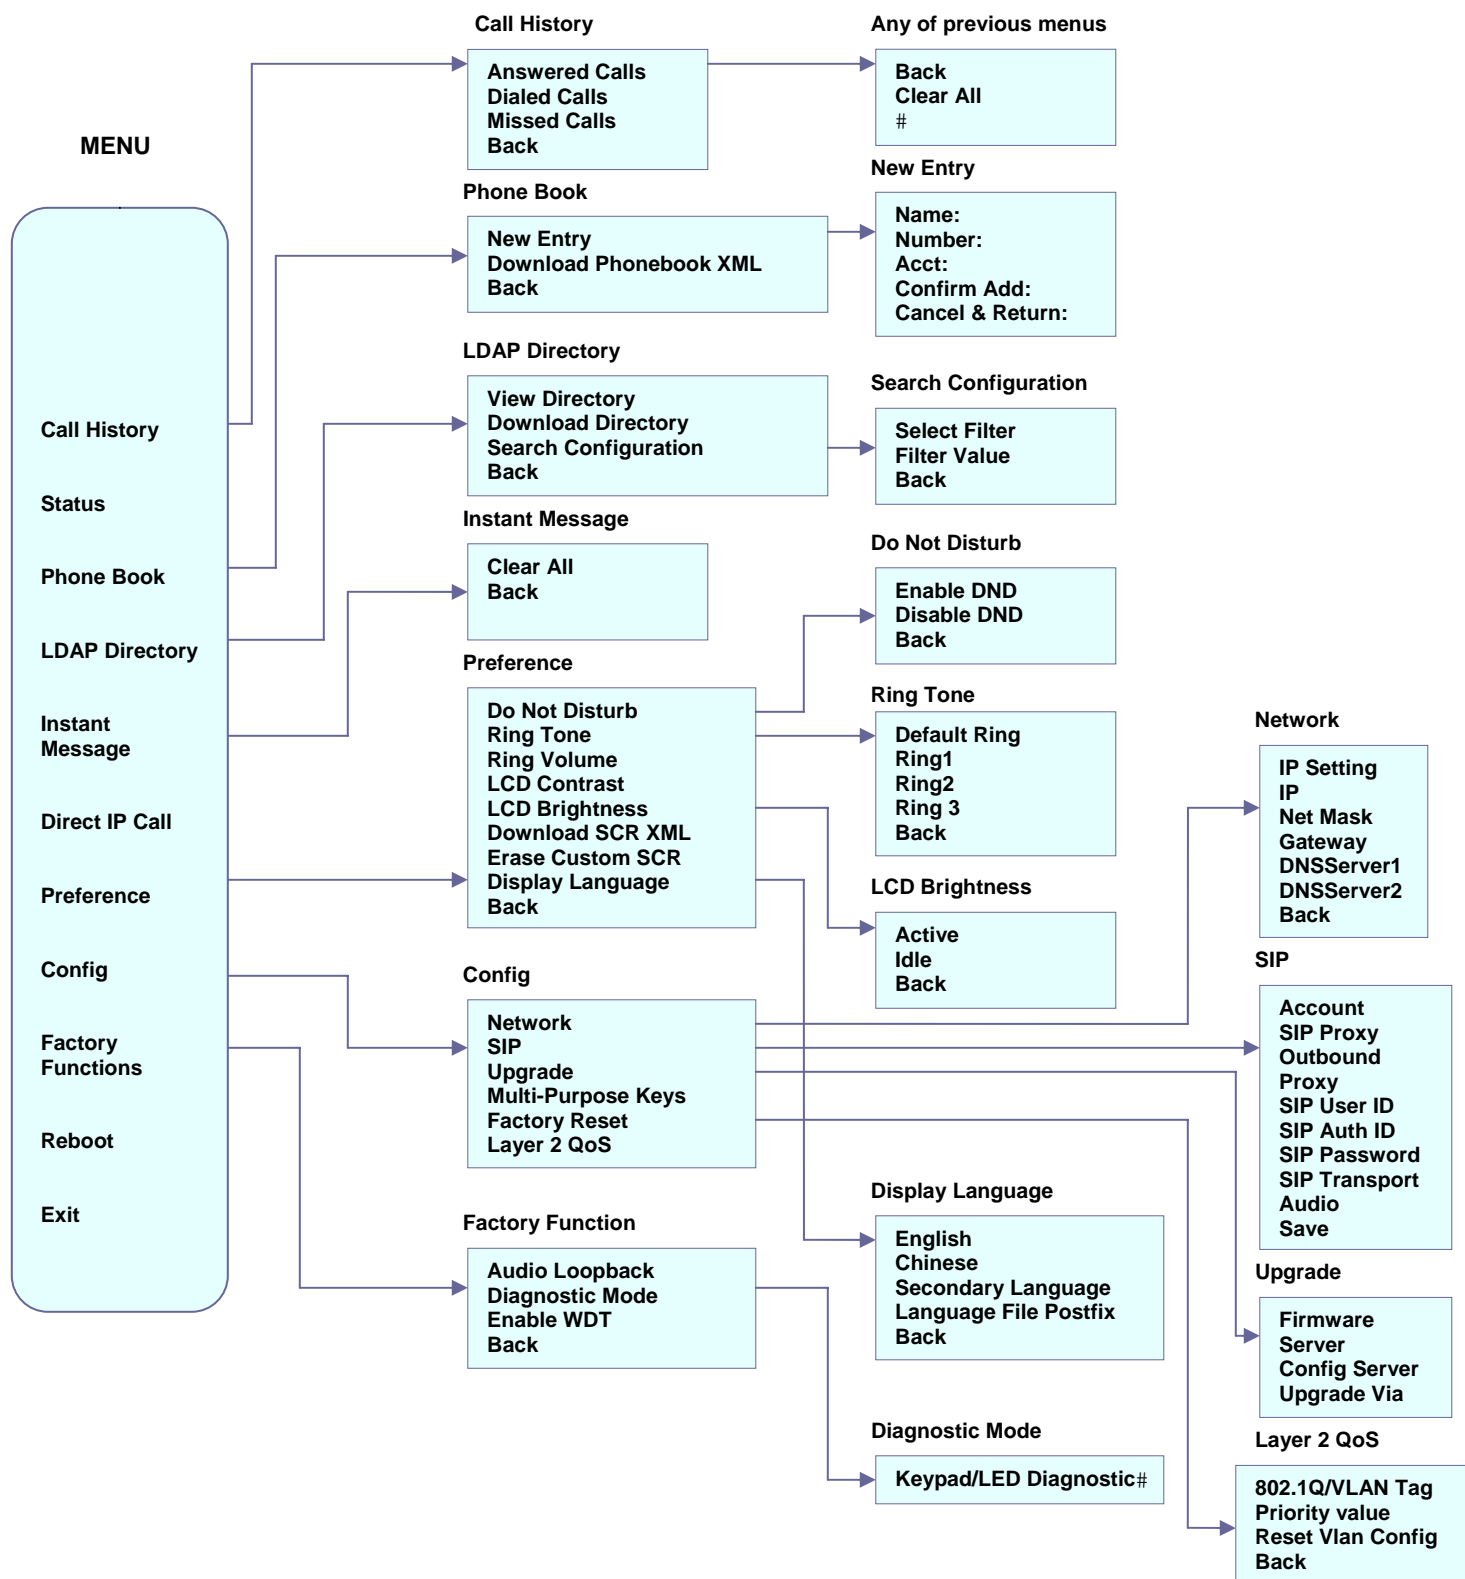 MENU
Call History
Status
Phone Book
LDAP Directory
Instant
Message
Direct IP Call
Preference
Config
Factory
Functions
Reboot
Exit
Call History
Answered Calls
Dialed Calls
Missed Calls
Back
Phone Book
New Entry
Download Phonebook XML
Back
LDAP Directory
View Directory
Download Directory
Search Configuration
Back
Instant Message
Clear All
Back
Preference
Do Not Disturb
Ring Tone
Ring Volume
LCD Contrast
LCD Brightness
Download SCR XML
Erase Custom SCR
Display Language
Back
Config
Network
SIP
Upgrade
Multi-Purpose Keys
Factory Reset
Layer 2 QoS
Factory Function
Audio Loopback
Diagnostic Mode
Enable WDT
Back
Any of previous menus
Back
Clear All
#
New Entry
Name:
Number:
Acct:
Confirm Add:
Cancel & Return:
Search Configuration
Select Filter
Filter Value
Back
Do Not Disturb
Enable DND
Disable DND
Back
Ring Tone
Default Ring
Ring1
Ring2
Ring 3
Back
LCD Brightness
Active
Idle
Back
Display Language
English
Chinese
Secondary Language
Language File Postfix
Back
Diagnostic Mode
Keypad/LED Diagnostic#
Network
IP Setting
IP
Net Mask
Gateway
DNSServer1
DNSServer2
Back
SIP
Account
SIP Proxy
Outbound
Proxy
SIP User ID
SIP Auth ID
SIP Password
SIP Transport
Audio
Save
Upgrade
Firmware
Server
Config Server
Upgrade Via
Layer 2 QoS
802.1Q/VLAN Tag
Priority value
Reset Vlan Config
Back